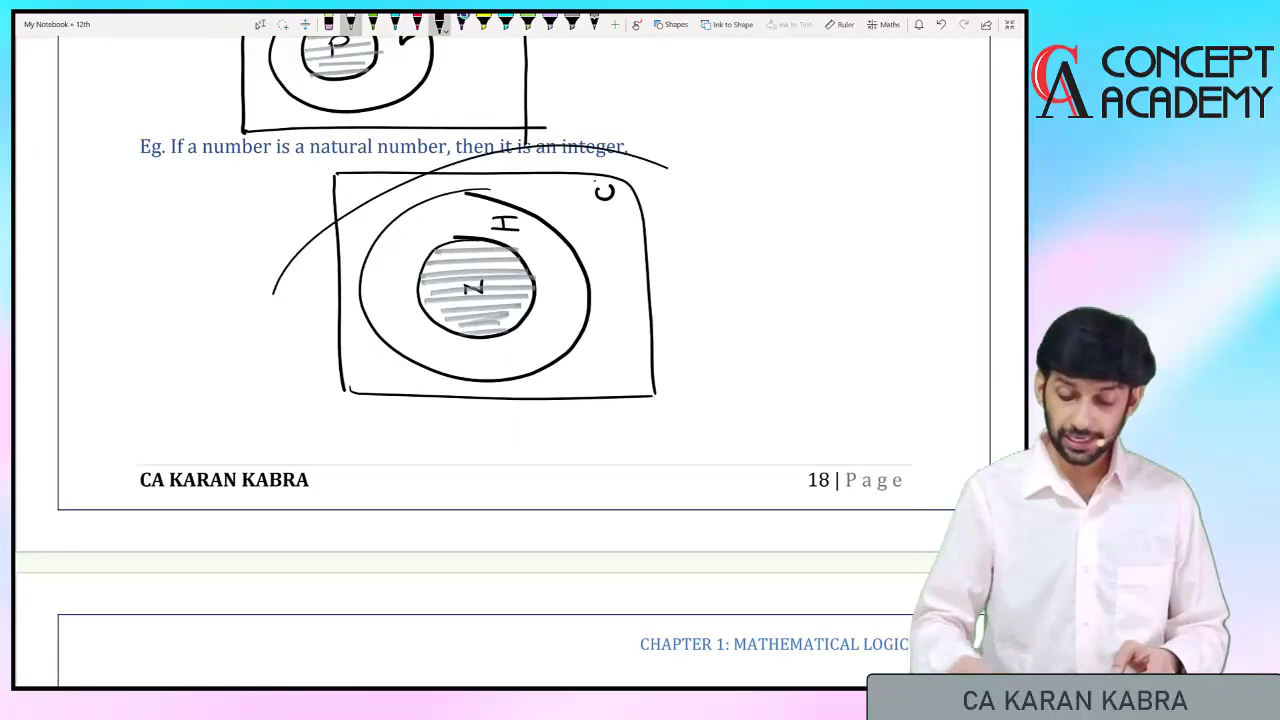 My Notebook » 12th
Shapes
Ink to Shape
Ink to Text
Ruler
Maths
CONCEPT
ACADEMY
P
Eg. If a number is a natural number, then it is an integer.
C
I
N
CA KARAN KABRA
18 | Page
CHAPTER 1: MATHEMATICAL LOGIC
CA KARAN KABRA